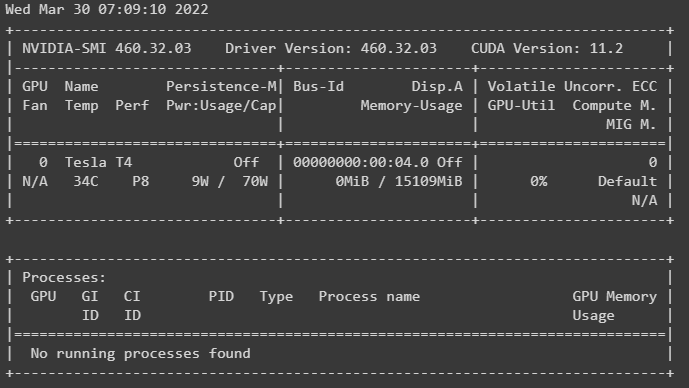 Wed Mar 30 07:09:10 2022
+-----------------------------------------------------------------------------+
| NVIDIA-SMI 460.32.03    Driver Version: 460.32.03    CUDA Version: 11.2     |
|-------------------------------+----------------------+----------------------+
| GPU  Name        Persistence-M| Bus-Id        Disp.A | Volatile Uncorr. ECC |
| Fan  Temp  Perf  Pwr:Usage/Cap|         Memory-Usage | GPU-Util  Compute M. |
|                               |                      |               MIG M. |
|===============================+======================+======================|
|   0  Tesla T4            Off  | 00000000:00:04.0 Off |                    0 |
| N/A   34C    P8     9W /  70W |      0MiB / 15109MiB |      0%      Default |
|                               |                      |                  N/A |
+-------------------------------+----------------------+----------------------+

+-----------------------------------------------------------------------------+
| Processes:                                                                  |
|  GPU   GI   CI        PID   Type   Process name                  GPU Memory |
|        ID   ID                                                   Usage      |
|=============================================================================|
|  No running processes found                                                 |
+-----------------------------------------------------------------------------+